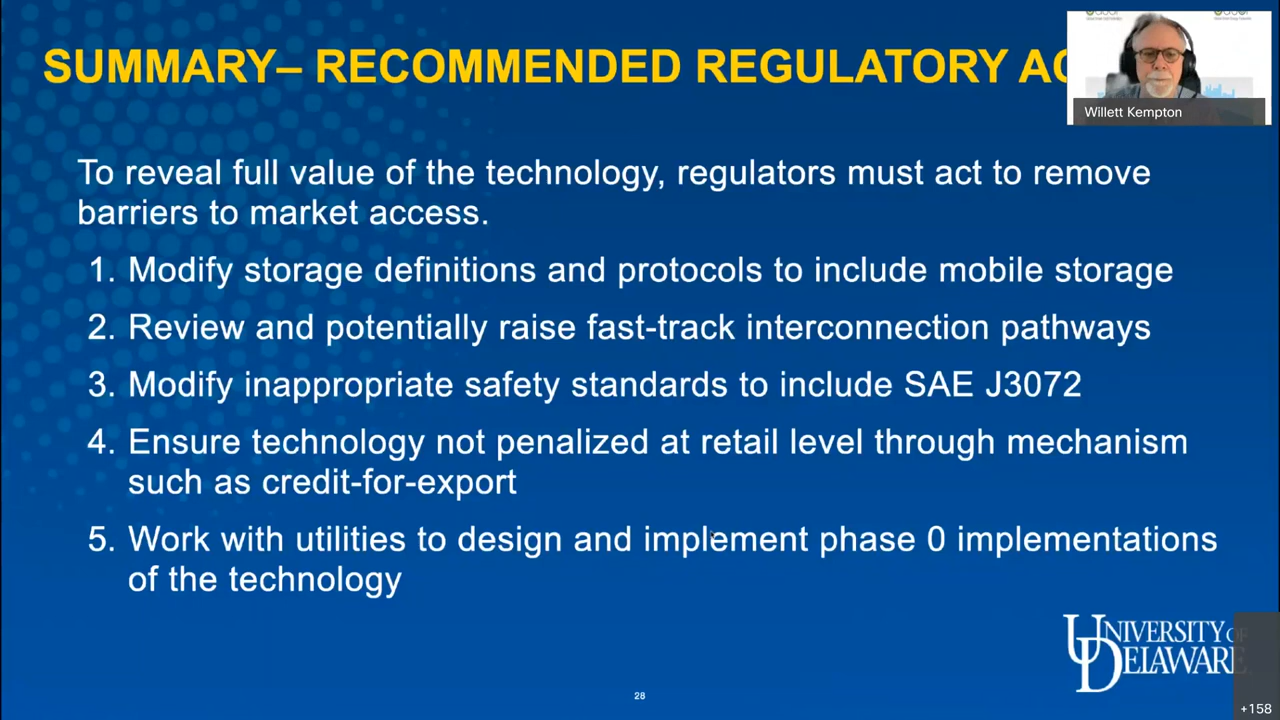 SUMMARY– RECOMMENDED REGULATORY AC
Willett Kempton
To reveal full value of the technology, regulators must act to remove
barriers to market access.
1. Modify storage definitions and protocols to include mobile storage
2. Review and potentially raise fast-track interconnection pathways
3. Modify inappropriate safety standards to include SAE J3072
4. Ensure technology not penalized at retail level through mechanism
such as credit-for-export
5. Work with utilities to design and implement phase 0 implementations
of the technology
UNIVERSITY OF
DELAWARE
28
+158